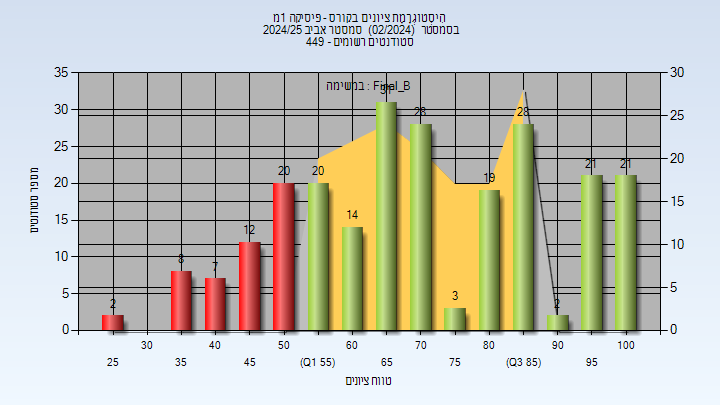 היסטוגרמת ציונים בקורס - פיסיקה 1מ
בסמסטר (02/2024) סמסטר אביב 2024/25
סטודנטים רשומים - 449
במשימה : Final_B
מספר סטודנטים
35 30 25 20 15 10 5 0
30 25 20 15 10 5 0
2 8 7 12 20 20 14 31 28 3 19 28 2 21 21
30 40 50 60 70 80 90 100
25 35 45 (Q1 55) 65 75 (Q3 85) 95
טווח ציונים